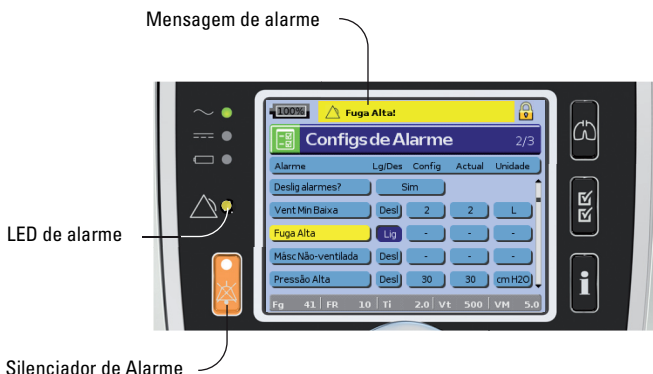 Mensagem de alarme
100% Fuga Alta!
Configs de Alarme 2/3
Alarme Lg/Des Config Actual Unidade
Deslig alarmes? Sim
Vent Min Baixa Desl 2 2 L
LED de alarme
Fuga Alta Lig - - -
Másc Não-ventilada Desl - - -
Pressão Alta Desl 30 30 cm H2O
Fg 41 FR 10 Ti 2.0 Vt 500 VM 5.0
Silenciador de Alarme